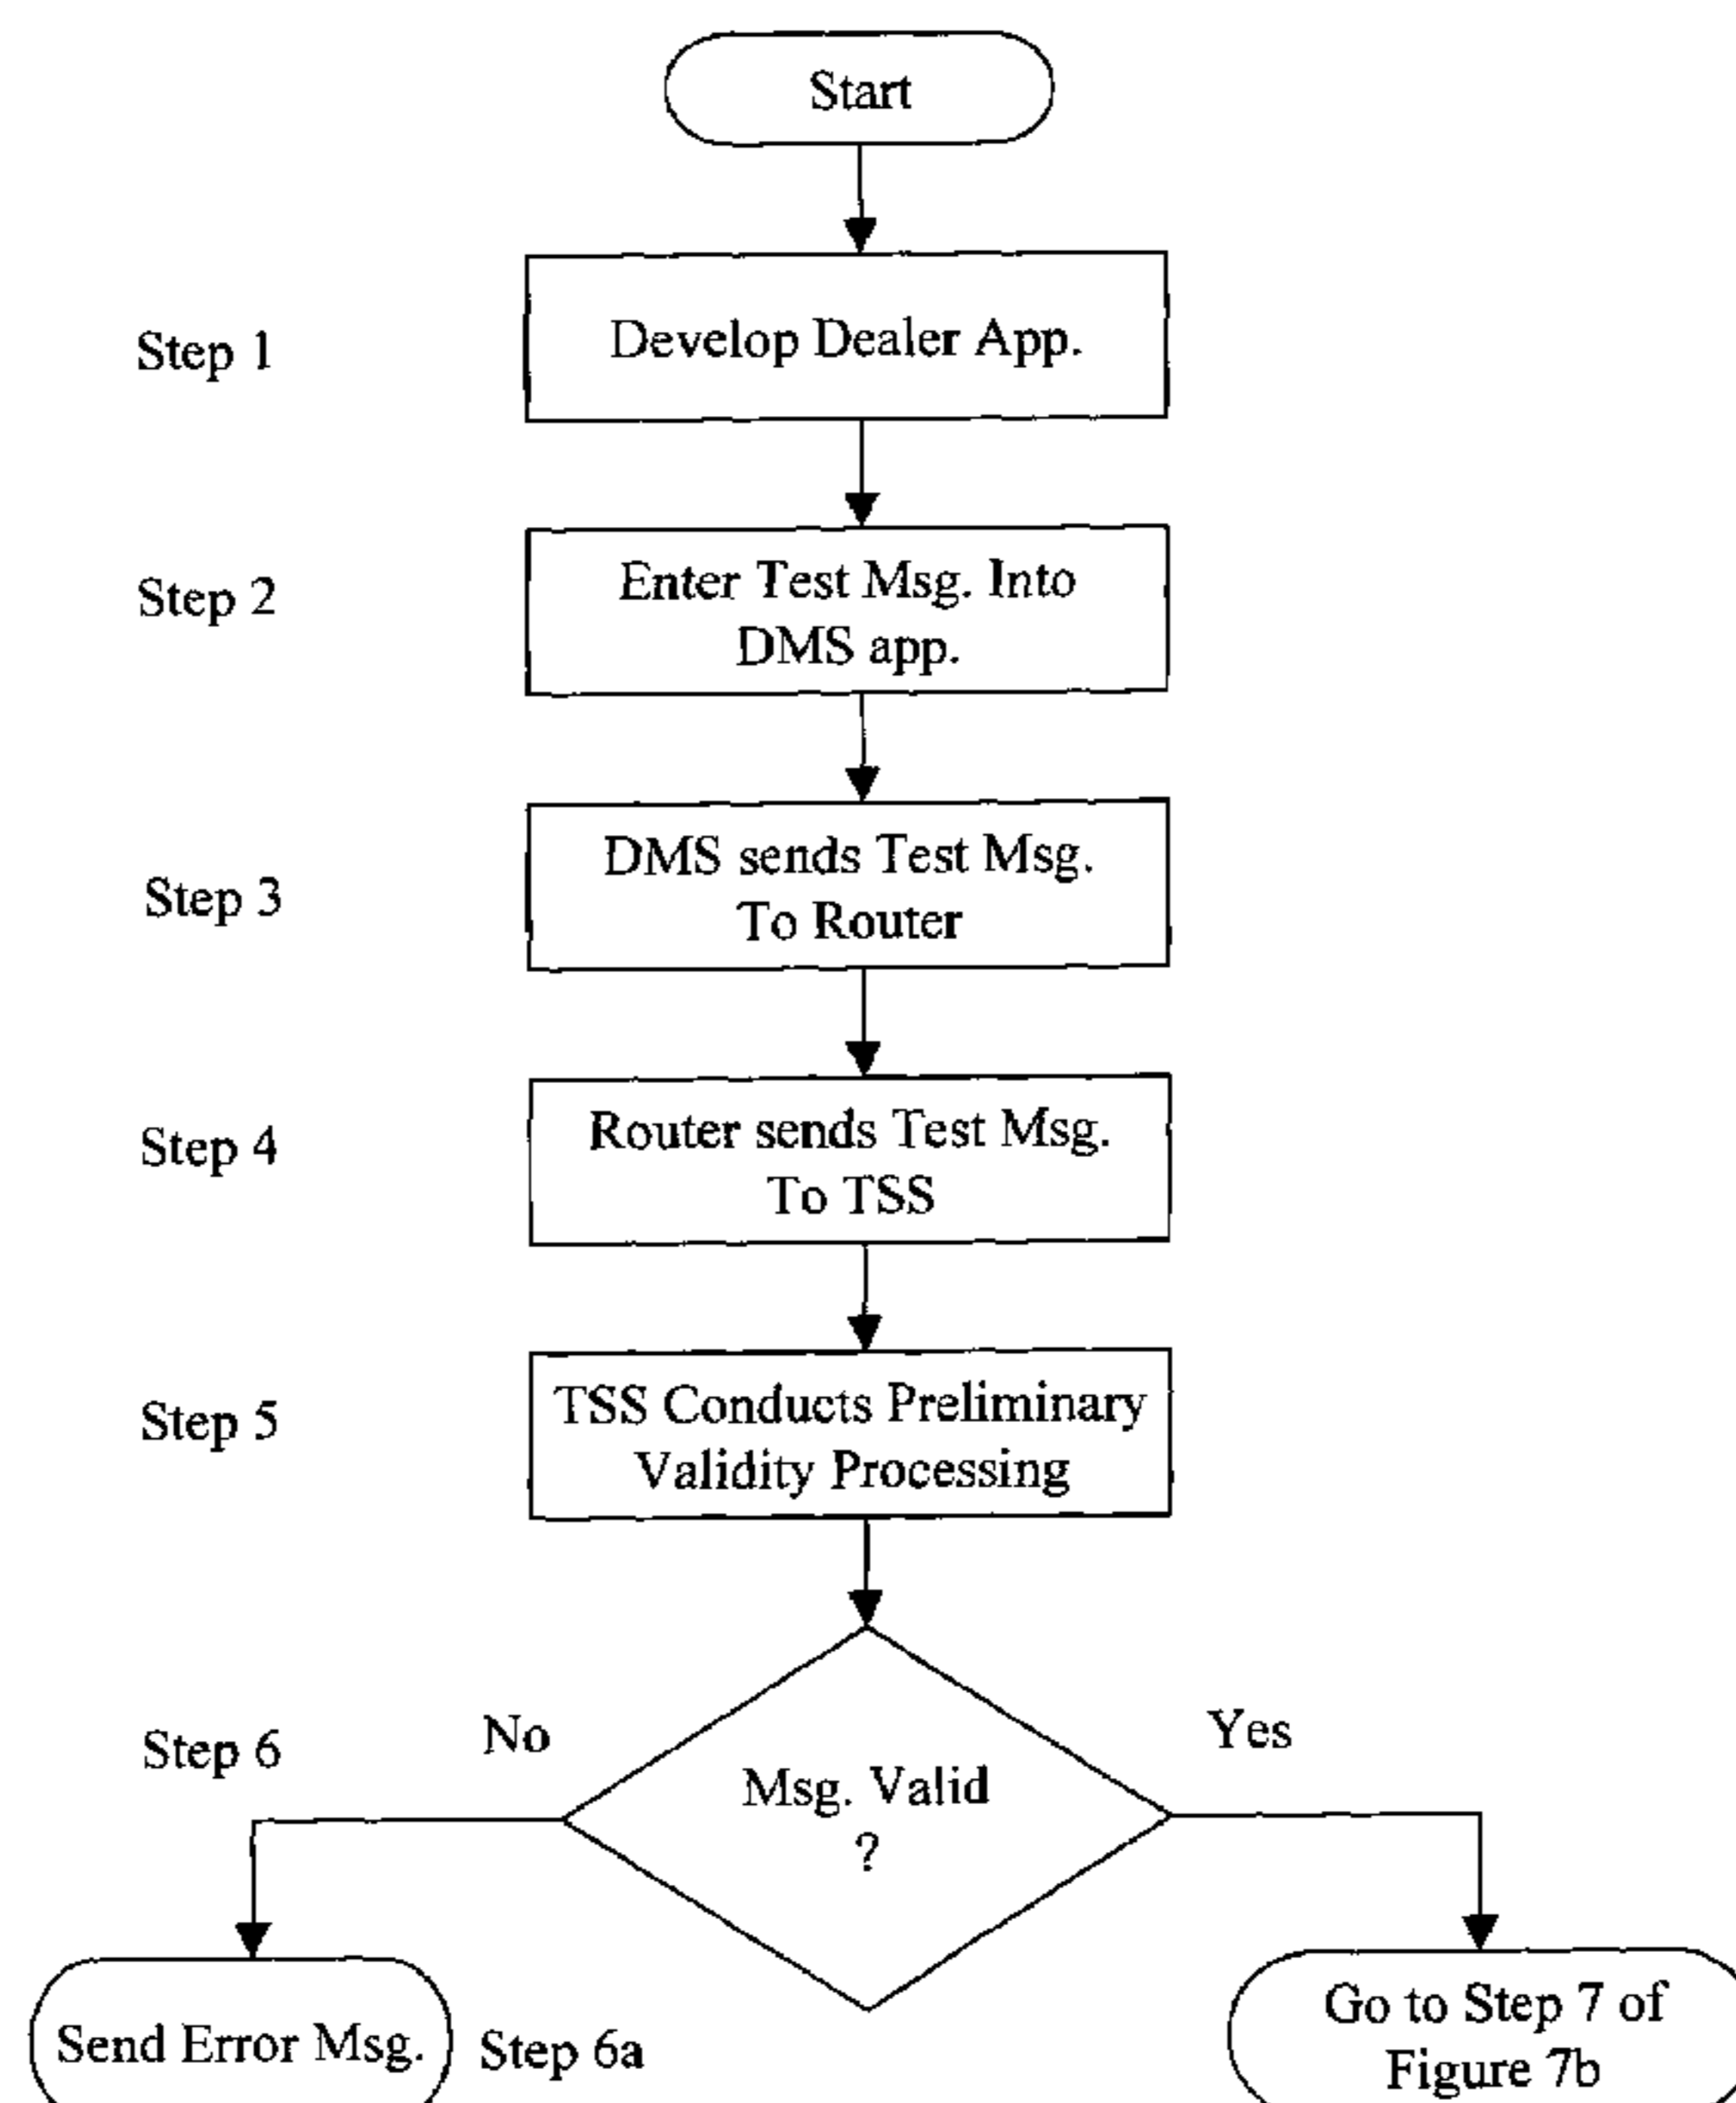 Start
Step 1
Develop Dealer App.
Step 2
Enter Test Msg. Into
DMS app.
Step 3
DMS sends Test Msg.
To Router
Step 4
Router sends Test Msg.
To TSS
Step 5
TSS Conducts Preliminary
Validity Processing
Step 6
No
Msg. Valid
?
Yes
Send Error Msg.
Step 6a
Go to Step 7 of
Figure 7b